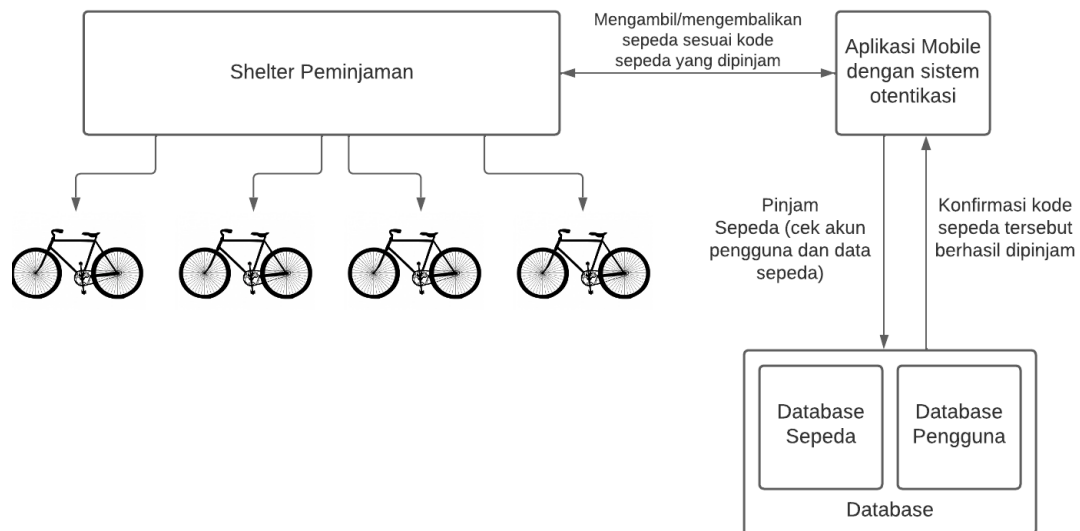 Shelter Peminjaman
Mengambil/mengembalikan
sepeda sesuai kode
sepeda yang dipinjam
Aplikasi Mobile
dengan sistem
otentikasi
Pinjam
Sepeda (cek akun
pengguna dan data
sepeda)
Konfirmasi kode
sepeda tersebut
berhasil dipinjam
Database
Sepeda
Database
Pengguna
Database